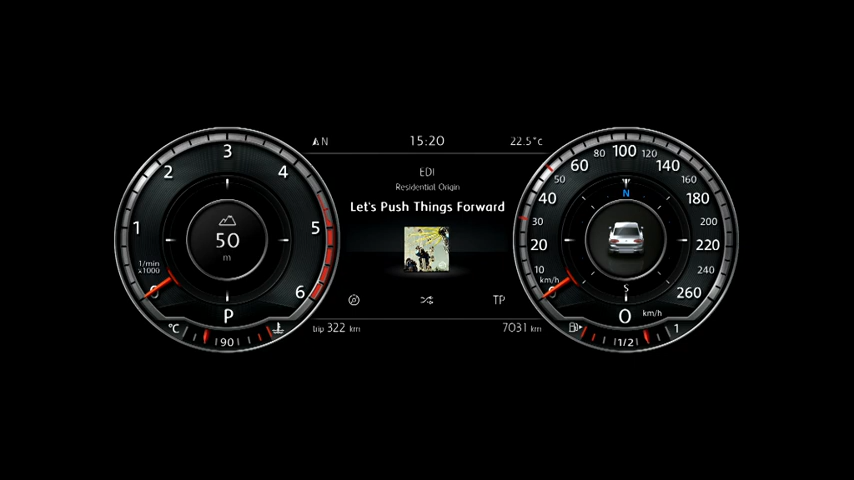 N
15:20
22.5°c
EDI
Residential Origin
Let's Push Things Forward
TP
trip 322 km
7031 km
1
2
3
4
5
6
1/min
x1000
0
50
m
P
°C
90
10
20
30
40
50
60
80
100
120
140
160
180
200
220
240
260
km/h
0
N
S
0 km/h
1/2
1